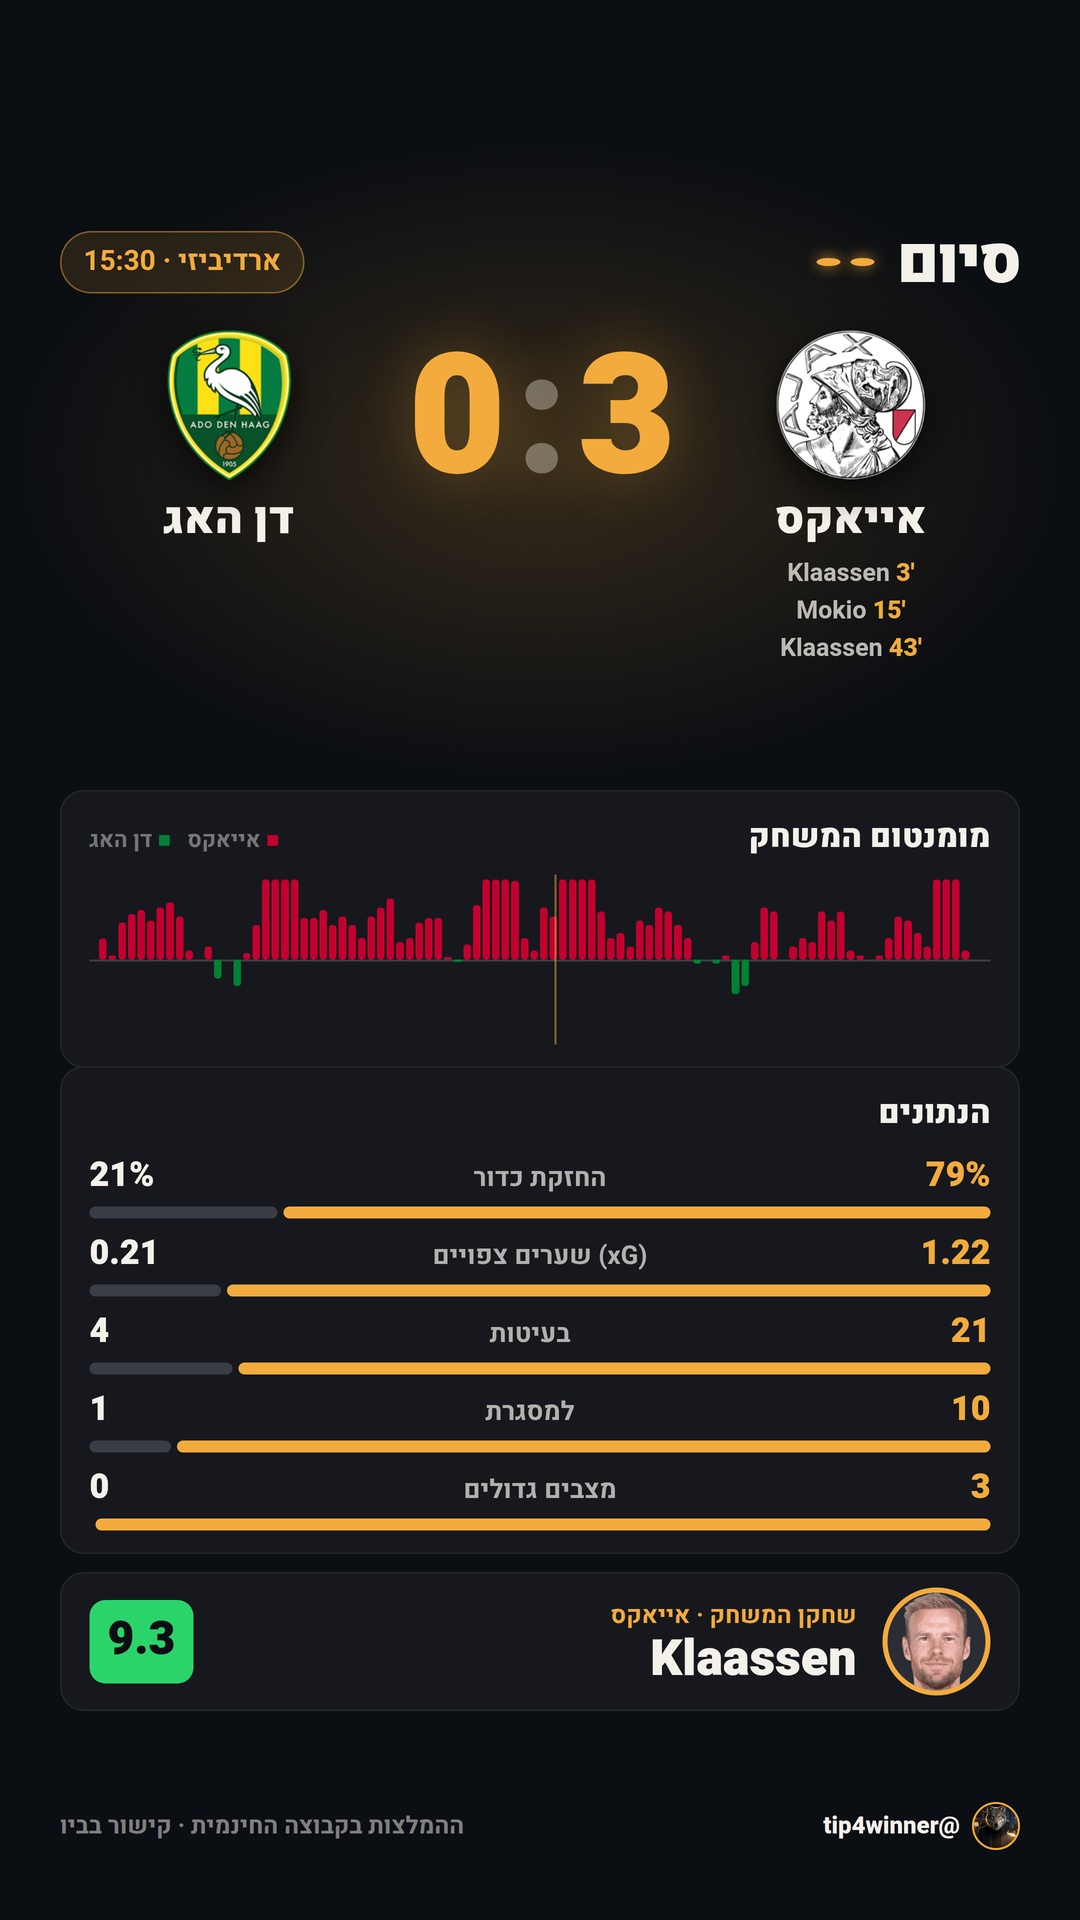 סיום
ארדיביזי · 15:30
AJAX
ADO DEN HAAG
1905
3:0
אייאקס
דן האג
Klaassen 3'
Mokio 15'
Klaassen 43'
מומנטום המשחק
אייאקס
דן האג
הנתונים
79% החזקת כדור 21%
1.22 שערים צפויים (xG) 0.21
21 בעיטות 4
10 למסגרת 1
3 מצבים גדולים 0
שחקן המשחק · אייאקס
Klaassen
9.3
@tip4winner
ההמלצות בקבוצה החינמית · קישור בביו